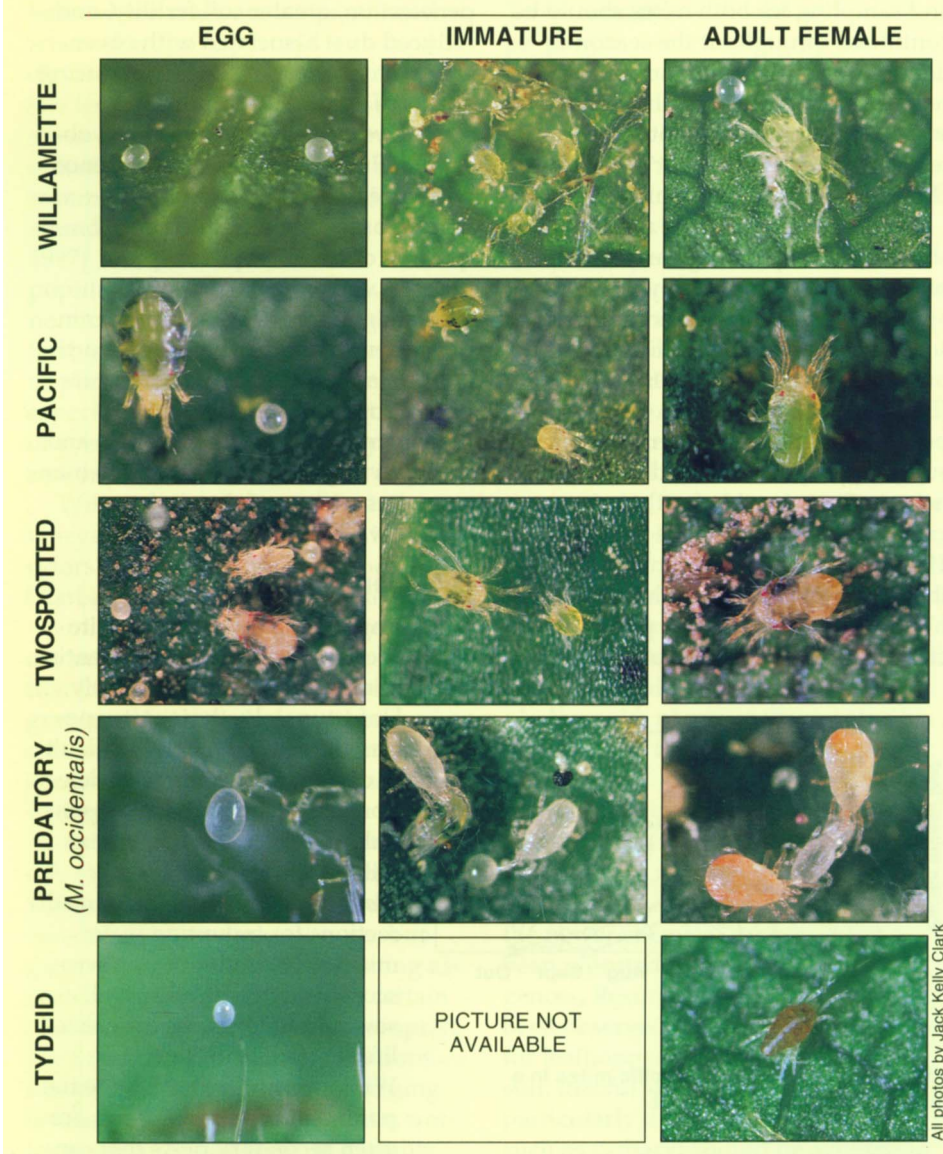 EGG IMMATURE ADULT FEMALE
WILLAMETTE
PACIFIC
TWOSPOTTED
PREDATORY
(M. occidentalis)
TYDEID
PICTURE NOT
AVAILABLE
All photos by Jack Kelly Clark